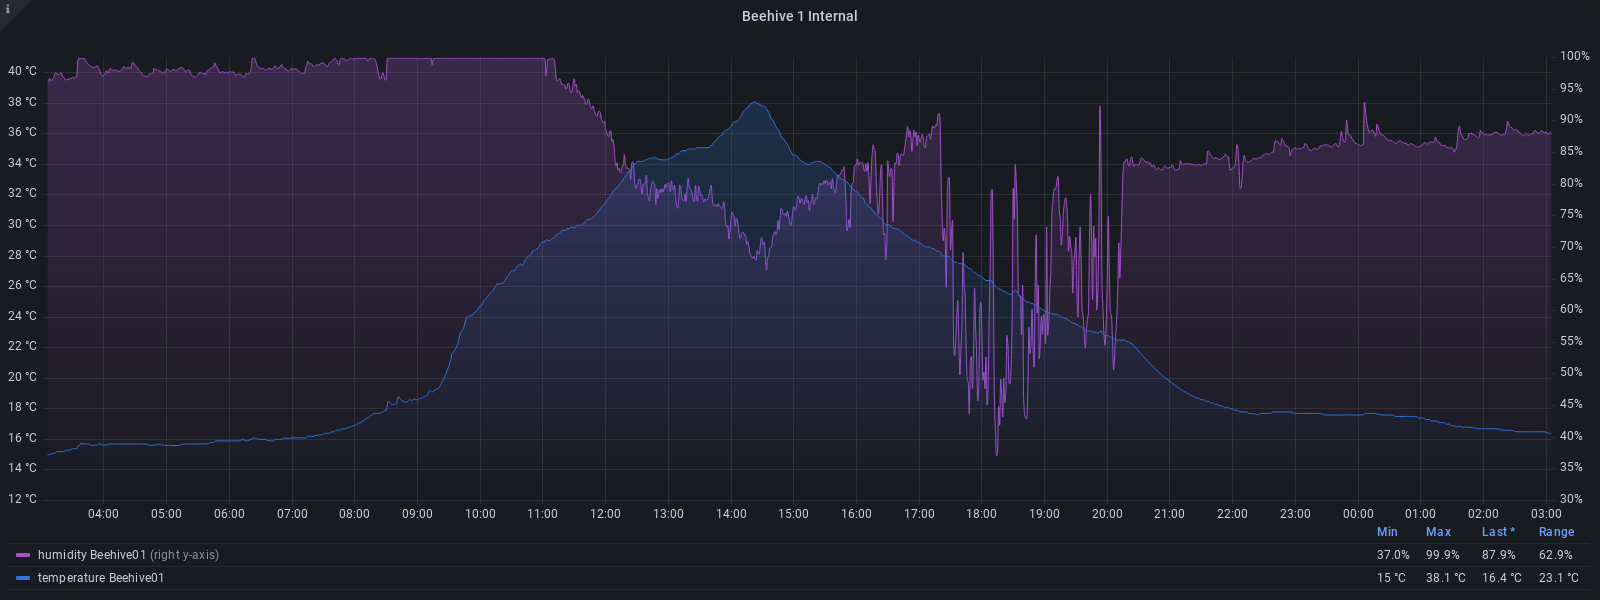 i
Beehive 1 Internal
40 °C
38 °C
36 °C
34 °C
32 °C
30 °C
28 °C
26 °C
24 °C
22 °C
20 °C
18 °C
16 °C
14 °C
12 °C
100%
95%
90%
85%
80%
75%
70%
65%
60%
55%
50%
45%
40%
35%
30%
04:00 05:00 06:00 07:00 08:00 09:00 10:00 11:00 12:00 13:00 14:00 15:00 16:00 17:00 18:00 19:00 20:00 21:00 22:00 23:00 00:00 01:00 02:00 03:00
Min Max Last * Range
humidity Beehive01 (right y-axis) 37.0% 99.9% 87.9% 62.9%
temperature Beehive01 15 °C 38.1 °C 16.4 °C 23.1 °C